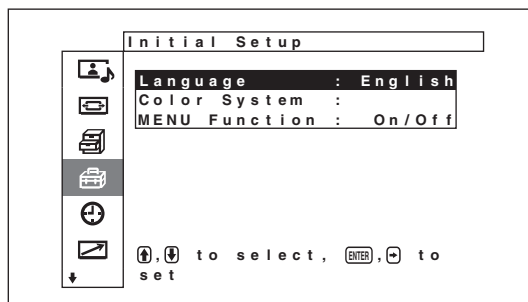 Initial Setup
Language : English
Color System :
MENU Function : On/Off
, to select, ENTER, to
set